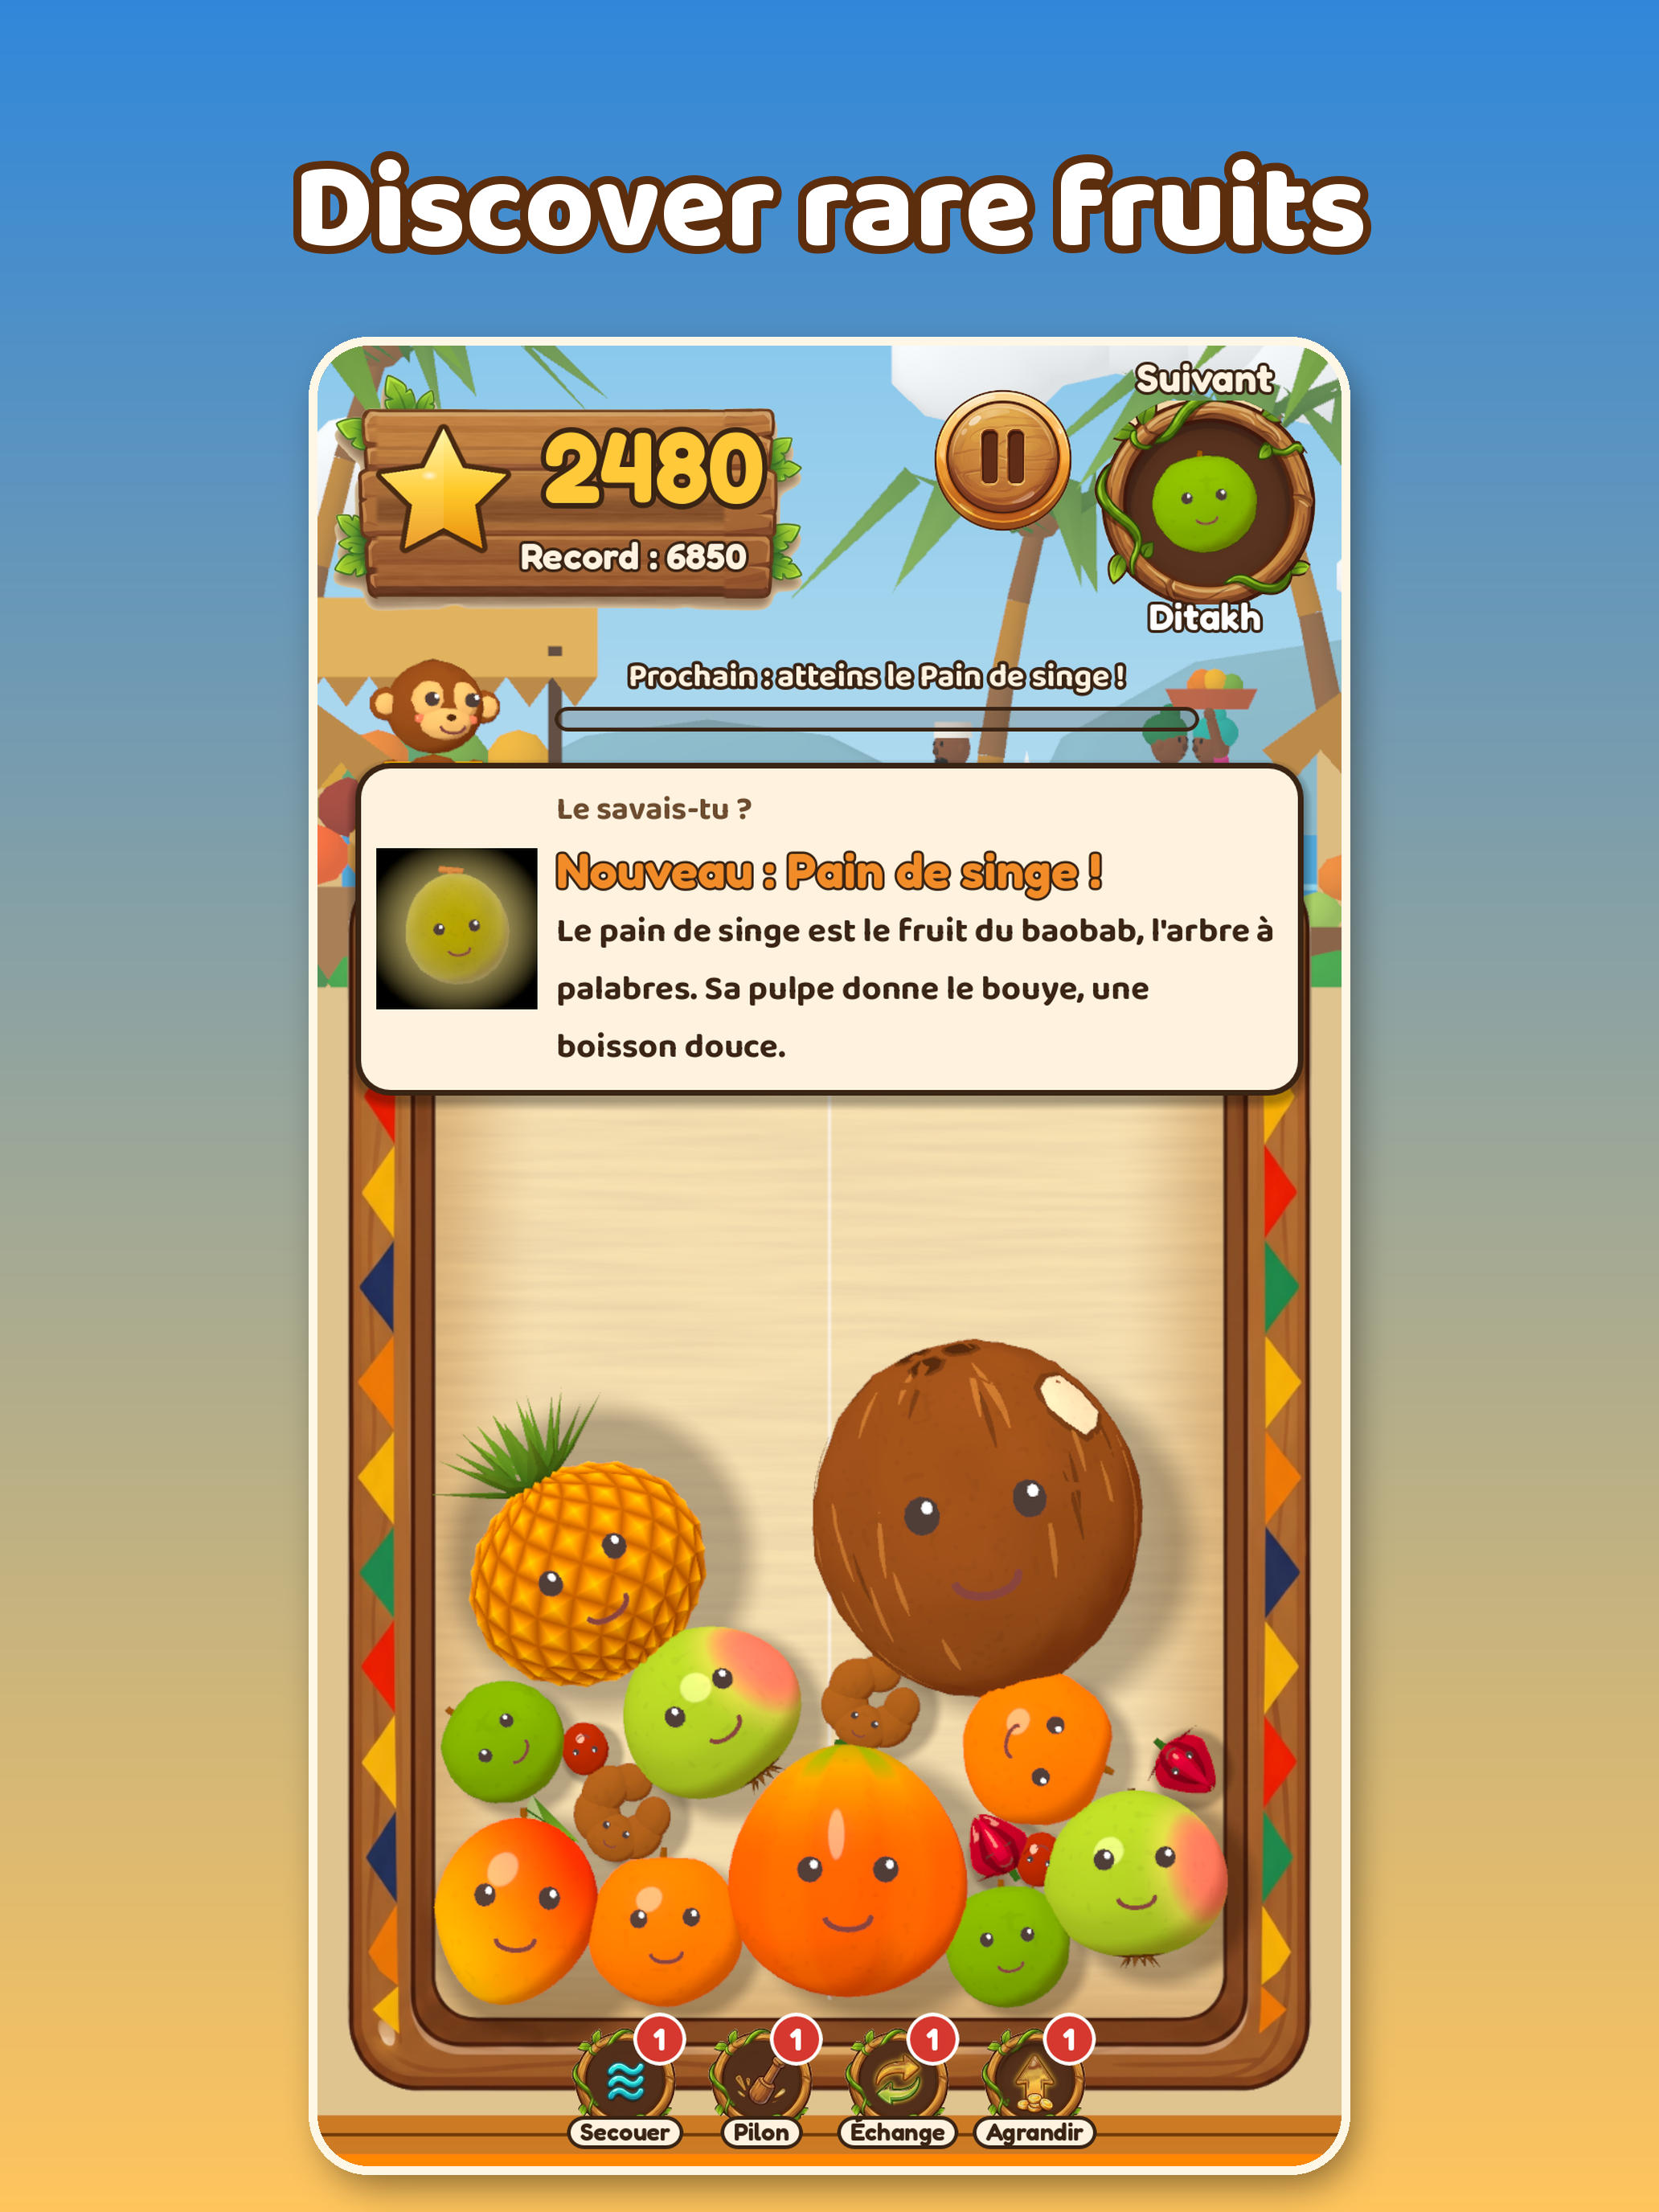 Discover rare fruits
Suivant
2480
Record : 6850
Ditakh
Prochain : atteins le Pain de singe !
Le savais-tu ?
Nouveau : Pain de singe !
Le pain de singe est le fruit du baobab, l'arbre à
palabres. Sa pulpe donne le bouye, une
boisson douce.
1 1 1 1
Secouer Pilon Échange Agrandir